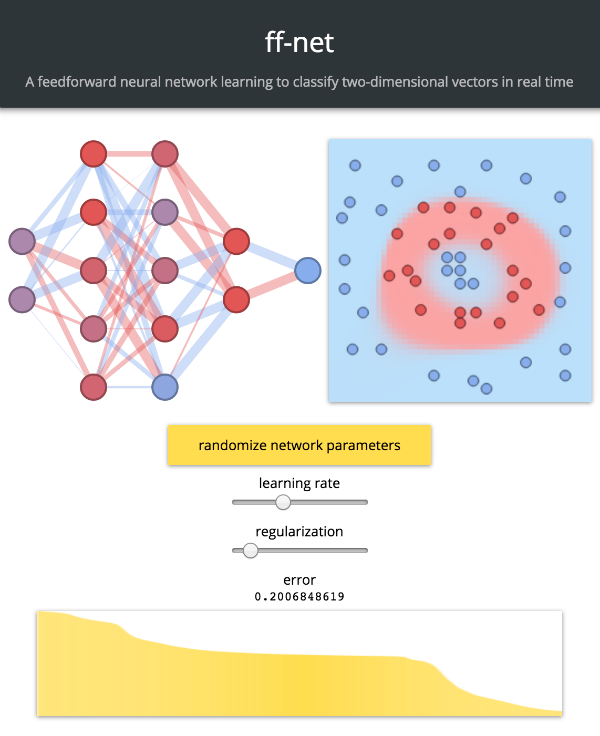 ff-net
A feedforward neural network learning to classify two-dimensional vectors in real time
randomize network parameters
learning rate
regularization
error
0.2006848619